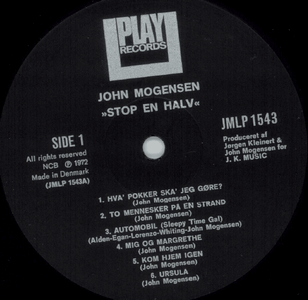 PLAY
RECORDS
JOHN MOGENSEN
»STOP EN HALV«
SIDE 1
All rights reserved
NCB ℗ 1972
Made in Denmark
(JMLP 1543A)
JMLP 1543
Produceret af
Jørgen Kleinert &
John Mogensen for
J. K. MUSIC
1. HVA' POKKER SKA' JEG GØRE?
(John Mogensen)
2. TO MENNESKER PÅ EN STRAND
(John Mogensen)
3. AUTOMOBIL (Sleepy Time Gal)
(Alden-Egan-Lorenzo-Whiting-John Mogensen)
4. MIG OG MARGRETHE
(John Mogensen)
5. KOM HJEM IGEN
(John Mogensen)
6. URSULA
(John Mogensen)